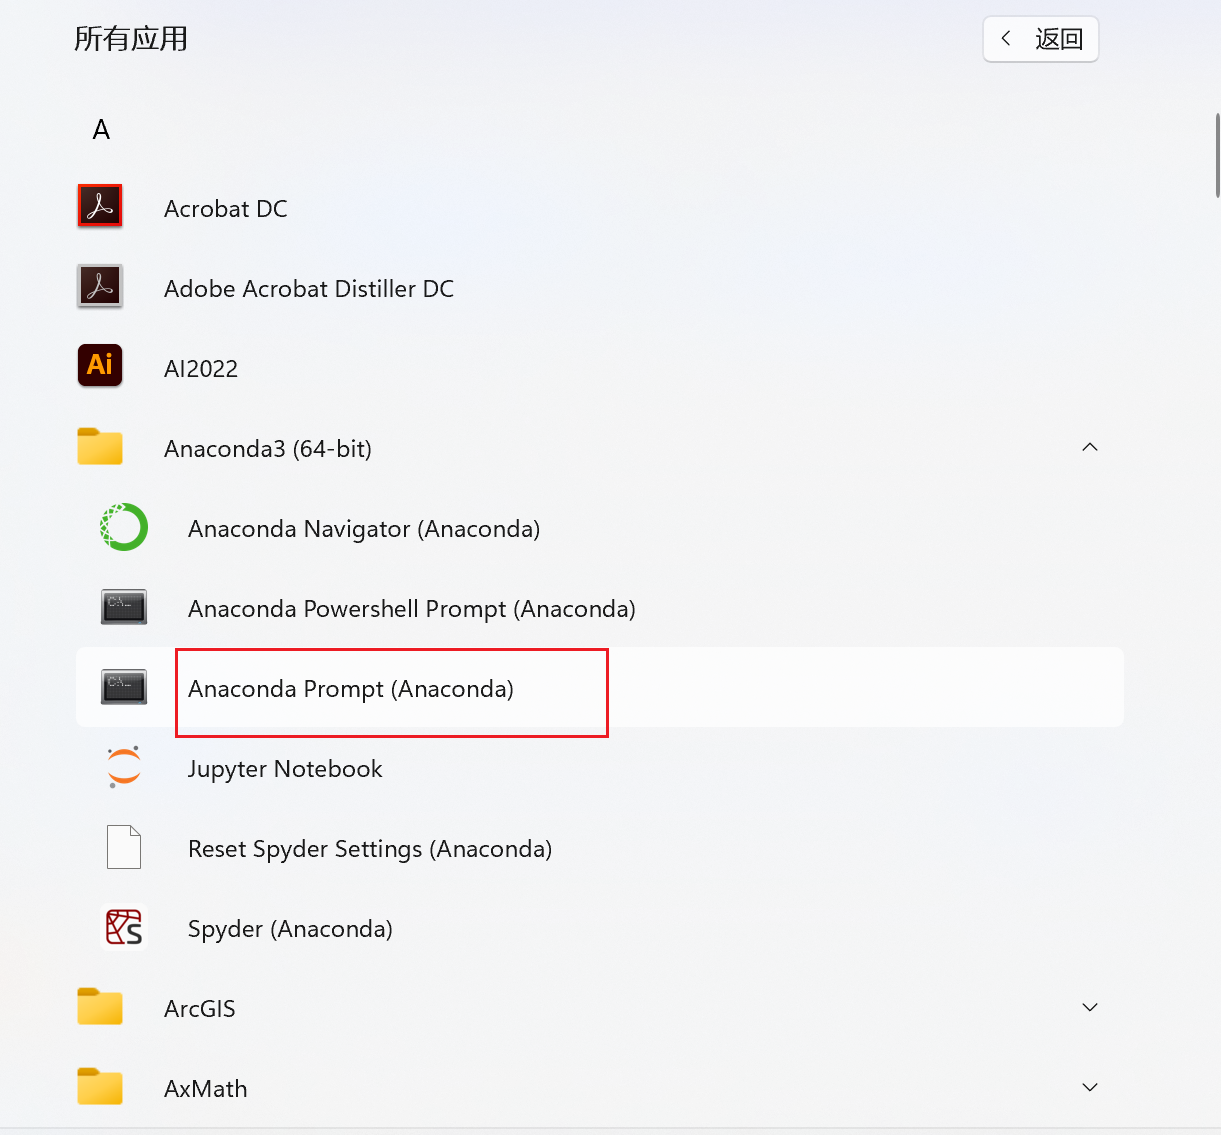 所有应用
返回
A
Acrobat DC
Adobe Acrobat Distiller DC
Ai
AI2022
Anaconda3 (64-bit)
Anaconda Navigator (Anaconda)
C:\_
Anaconda Powershell Prompt (Anaconda)
C:\_
Anaconda Prompt (Anaconda)
Jupyter Notebook
Reset Spyder Settings (Anaconda)
S
Spyder (Anaconda)
ArcGIS
AxMath